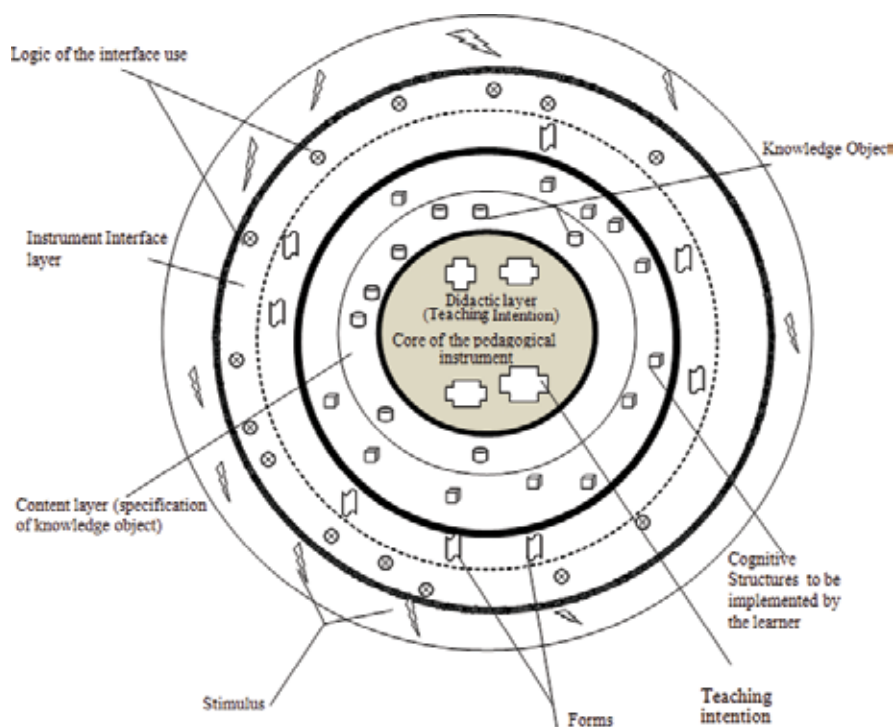 Logic of the interface use
Knowledge Object
Instrument Interface
layer
Didactic layer
(Teaching Intention)
Core of the pedagogical
instrument
Content layer (specification
of knowledge object)
Cognitive
Structures to be
implemented by
the learner
Stimulus
Forms
Teaching
intention